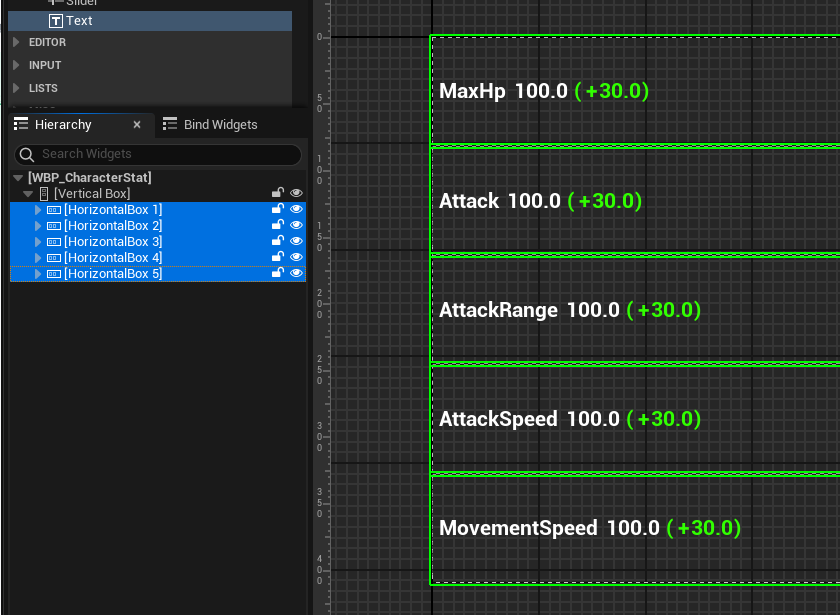 Slider
Text
EDITOR
INPUT
LISTS
Hierarchy
Bind Widgets
Search Widgets
[WBP_CharacterStat]
[Vertical Box]
[HorizontalBox 1]
[HorizontalBox 2]
[HorizontalBox 3]
[HorizontalBox 4]
[HorizontalBox 5]
0
50
100
150
200
250
300
350
400
MaxHp 100.0 (+30.0)
Attack 100.0 (+30.0)
AttackRange 100.0 (+30.0)
AttackSpeed 100.0 (+30.0)
MovementSpeed 100.0 (+30.0)